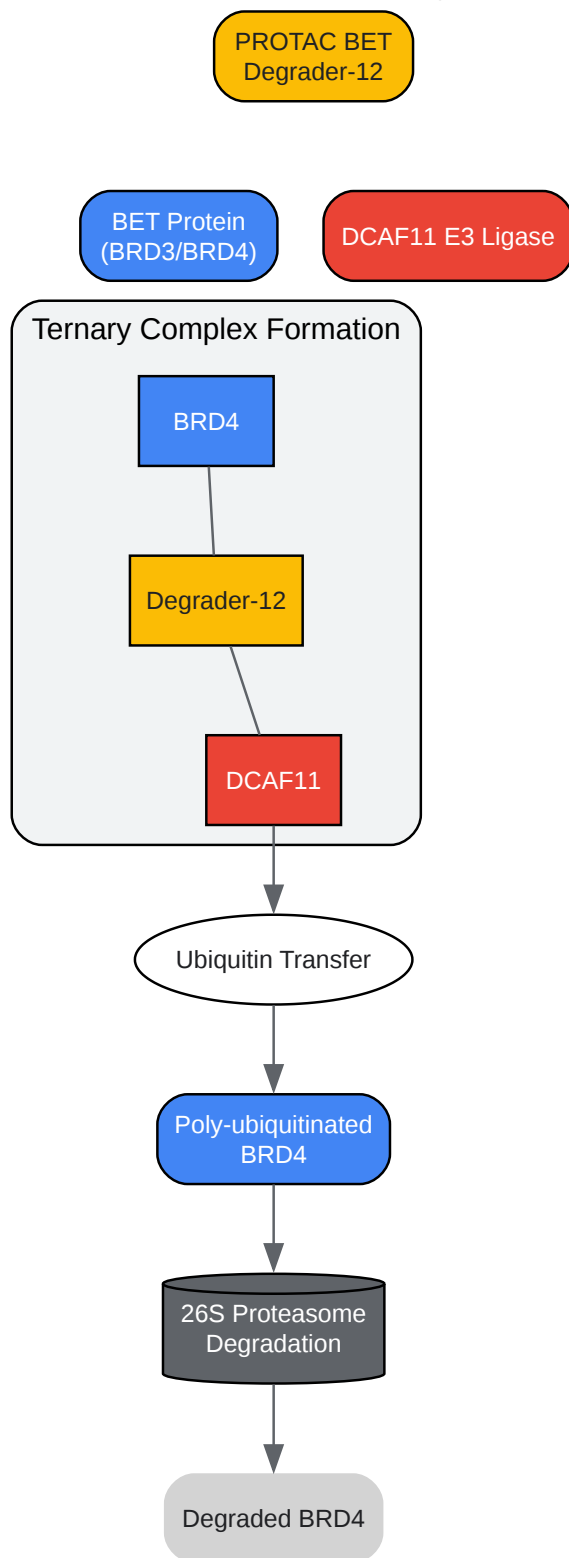 PROTAC BET
Degrader-12
BET Protein
(BRD3/BRD4)
DCAF11 E3 Ligase
Ternary Complex Formation
BRD4
Degrader-12
DCAF11
Ubiquitin Transfer
Poly-ubiquitinated
BRD4
26S Proteasome
Degradation
Degraded BRD4